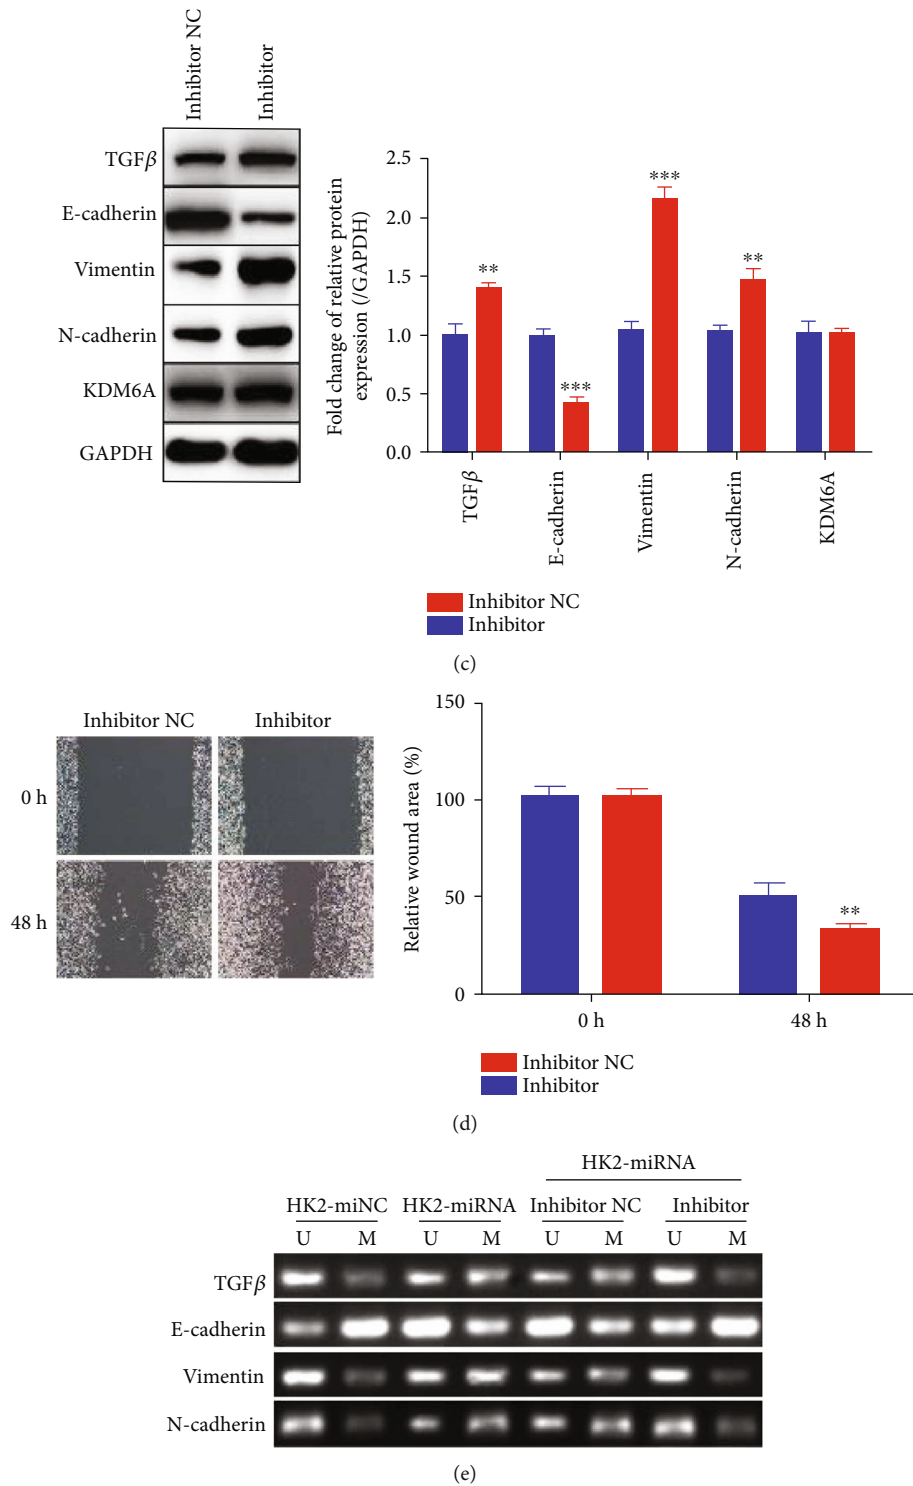 Inhibitor NC
Inhibitor
TGFβ
E-cadherin
Vimentin
N-cadherin
KDM6A
GAPDH
Fold change of relative protein
expression (/GAPDH)
2.5
2.0
1.5
1.0
0.5
0.0
**
***
***
**
TGFβ
E-cadherin
Vimentin
N-cadherin
KDM6A
Inhibitor NC
Inhibitor
(c)
Inhibitor NC
Inhibitor
0 h
48 h
Relative wound area (%)
150
100
50
0
**
0 h
48 h
Inhibitor NC
Inhibitor
(d)
HK2-miRNA
HK2-miNC HK2-miRNA Inhibitor NC Inhibitor
U M U M U M U M
TGFβ
E-cadherin
Vimentin
N-cadherin
(e)